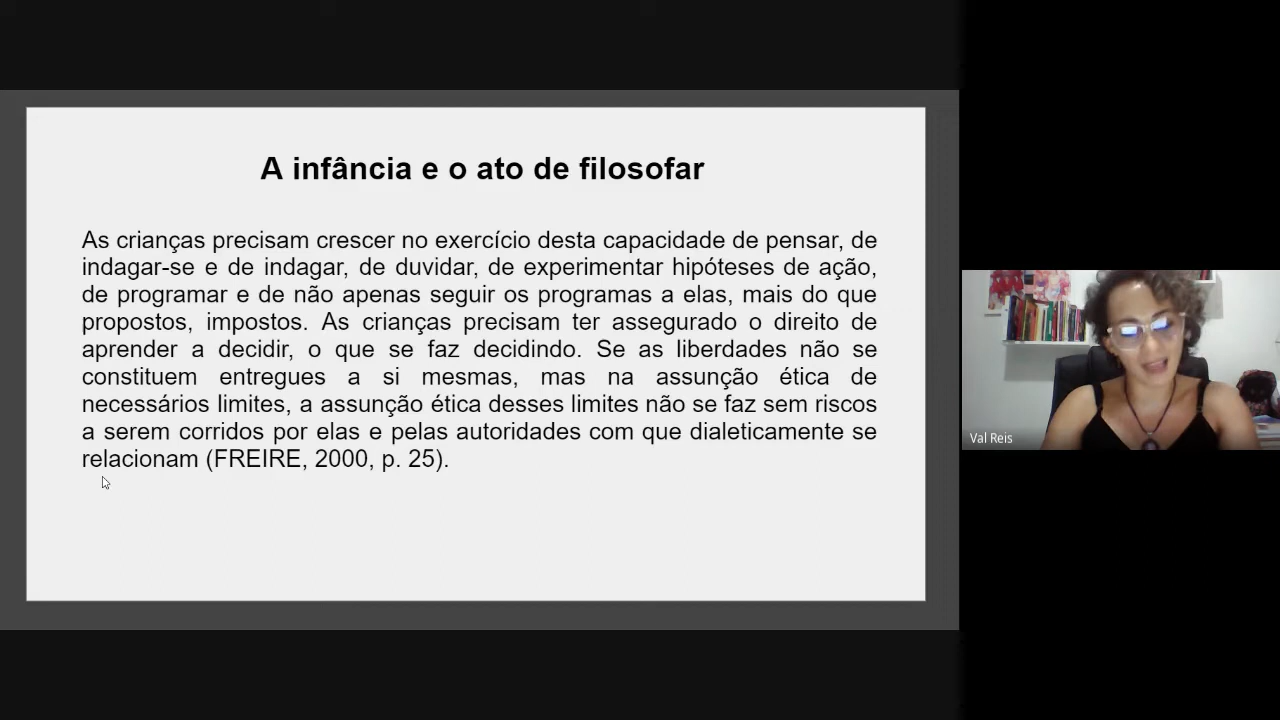 A infância e o ato de filosofar
As crianças precisam crescer no exercício desta capacidade de pensar, de
indagar-se e de indagar, de duvidar, de experimentar hipóteses de ação,
de programar e de não apenas seguir os programas a elas, mais do que
propostos, impostos. As crianças precisam ter assegurado o direito de
aprender a decidir, o que se faz decidindo. Se as liberdades não se
constituem entregues a si mesmas, mas na assunção ética de
necessários limites, a assunção ética desses limites não se faz sem riscos
a serem corridos por elas e pelas autoridades com que dialeticamente se
relacionam (FREIRE, 2000, p. 25).
Val Reis